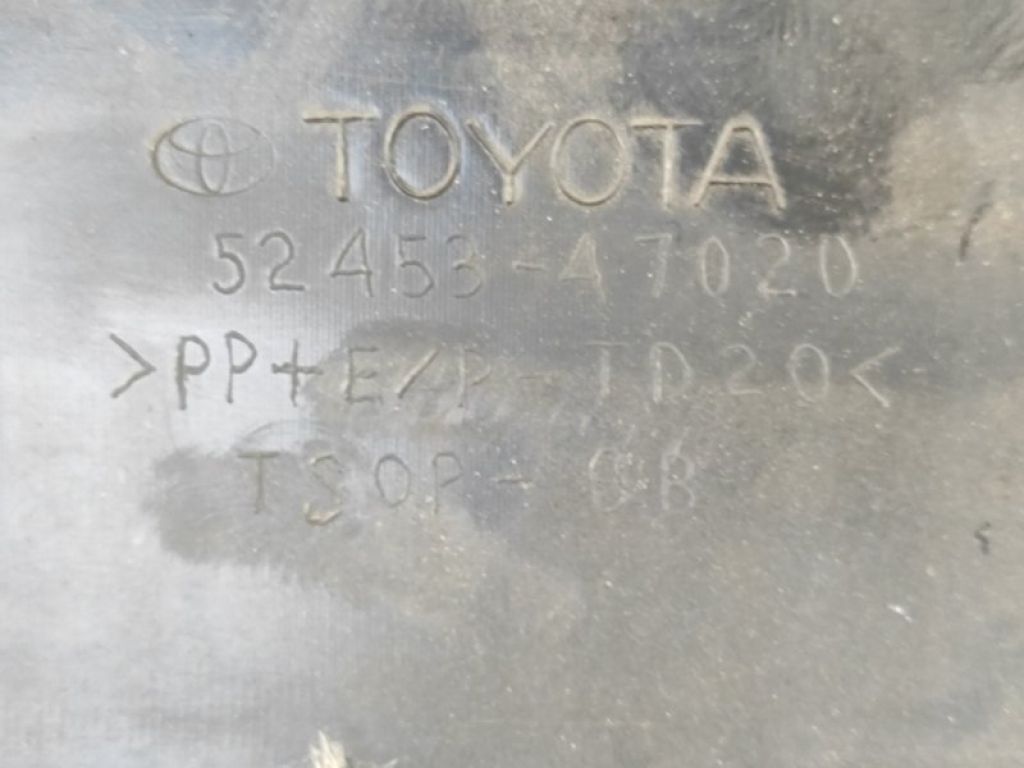 TOYOTA
52453-47020
>PP+E/P-TD20<
TSOP-